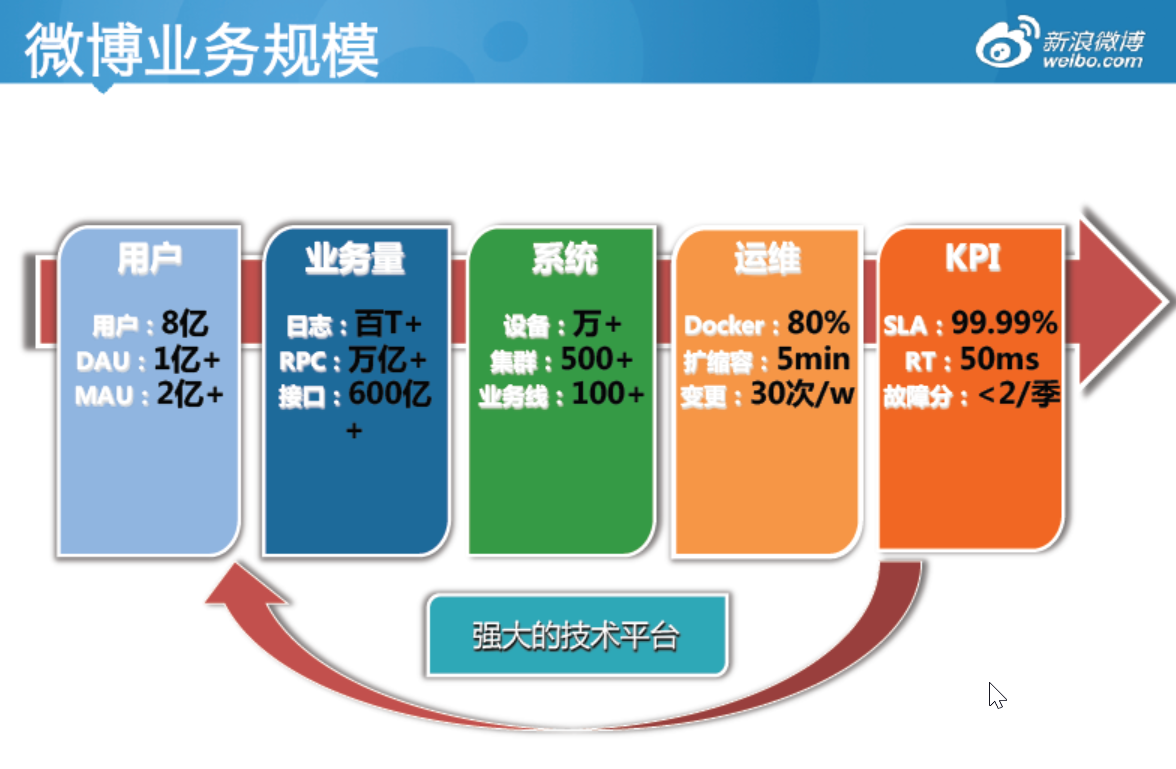 微博业务规模
新浪微博
weibo.com
用户
用户：8亿
DAU：1亿+
MAU：2亿+
业务量
日志：百T+
RPC：万亿+
接口：600亿
+
系统
设备：万+
集群：500+
业务线：100+
运维
Docker：80%
扩缩容：5min
变更：30次/w
KPI
SLA：99.99%
RT：50ms
故障分：<2/季
强大的技术平台